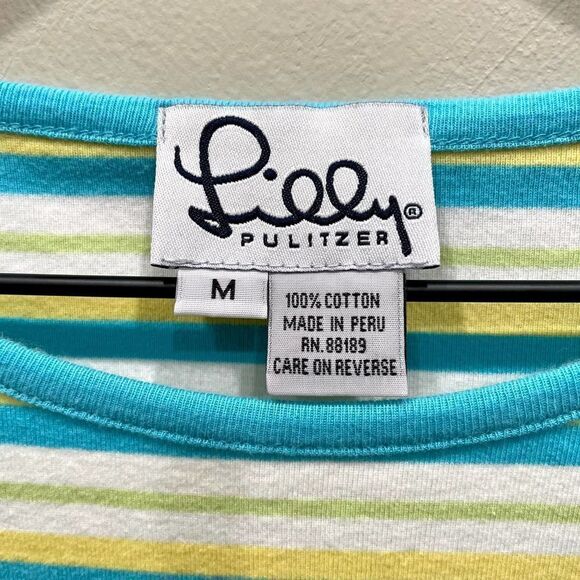 Lilly®
PULITZER
M
100% COTTON
MADE IN PERU
RN.88189
CARE ON REVERSE